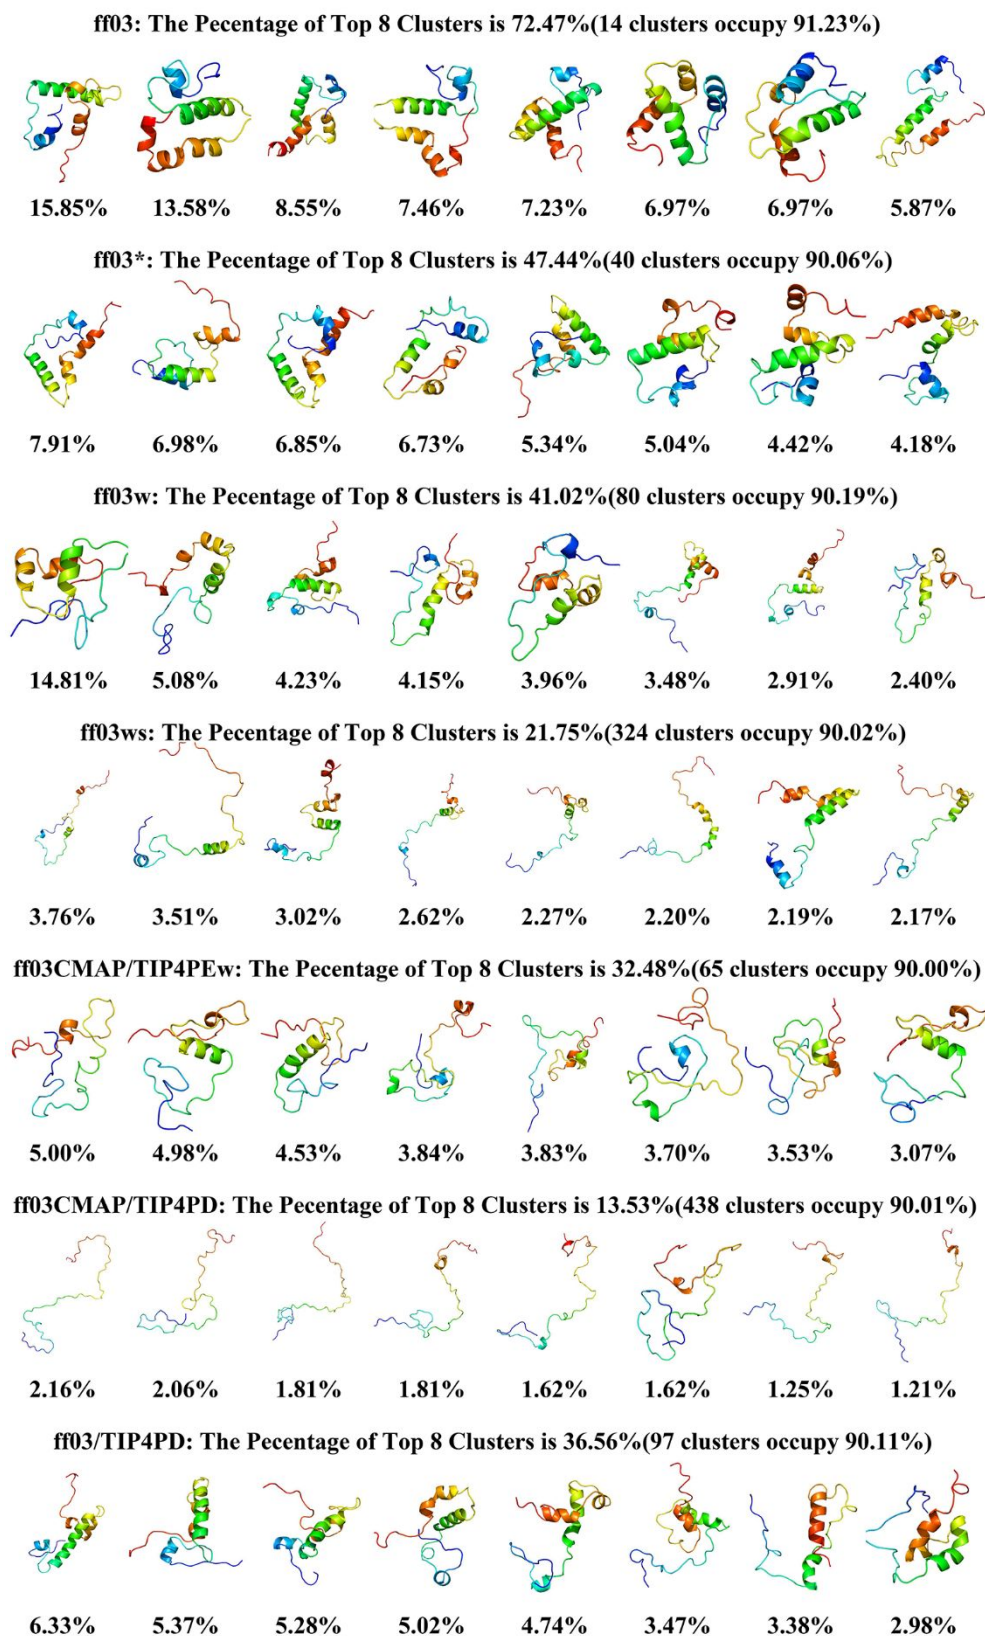 ff03: The Pecentage of Top 8 Clusters is 72.47%(14 clusters occupy 91.23%)
15.85% 13.58% 8.55% 7.46% 7.23% 6.97% 6.97% 5.87%
ff03*: The Pecentage of Top 8 Clusters is 47.44%(40 clusters occupy 90.06%)
7.91% 6.98% 6.85% 6.73% 5.34% 5.04% 4.42% 4.18%
ff03w: The Pecentage of Top 8 Clusters is 41.02%(80 clusters occupy 90.19%)
14.81% 5.08% 4.23% 4.15% 3.96% 3.48% 2.91% 2.40%
ff03ws: The Pecentage of Top 8 Clusters is 21.75%(324 clusters occupy 90.02%)
3.76% 3.51% 3.02% 2.62% 2.27% 2.20% 2.19% 2.17%
ff03CMAP/TIP4PEw: The Pecentage of Top 8 Clusters is 32.48%(65 clusters occupy 90.00%)
5.00% 4.98% 4.53% 3.84% 3.83% 3.70% 3.53% 3.07%
ff03CMAP/TIP4PD: The Pecentage of Top 8 Clusters is 13.53%(438 clusters occupy 90.01%)
2.16% 2.06% 1.81% 1.81% 1.62% 1.62% 1.25% 1.21%
ff03/TIP4PD: The Pecentage of Top 8 Clusters is 36.56%(97 clusters occupy 90.11%)
6.33% 5.37% 5.28% 5.02% 4.74% 3.47% 3.38% 2.98%